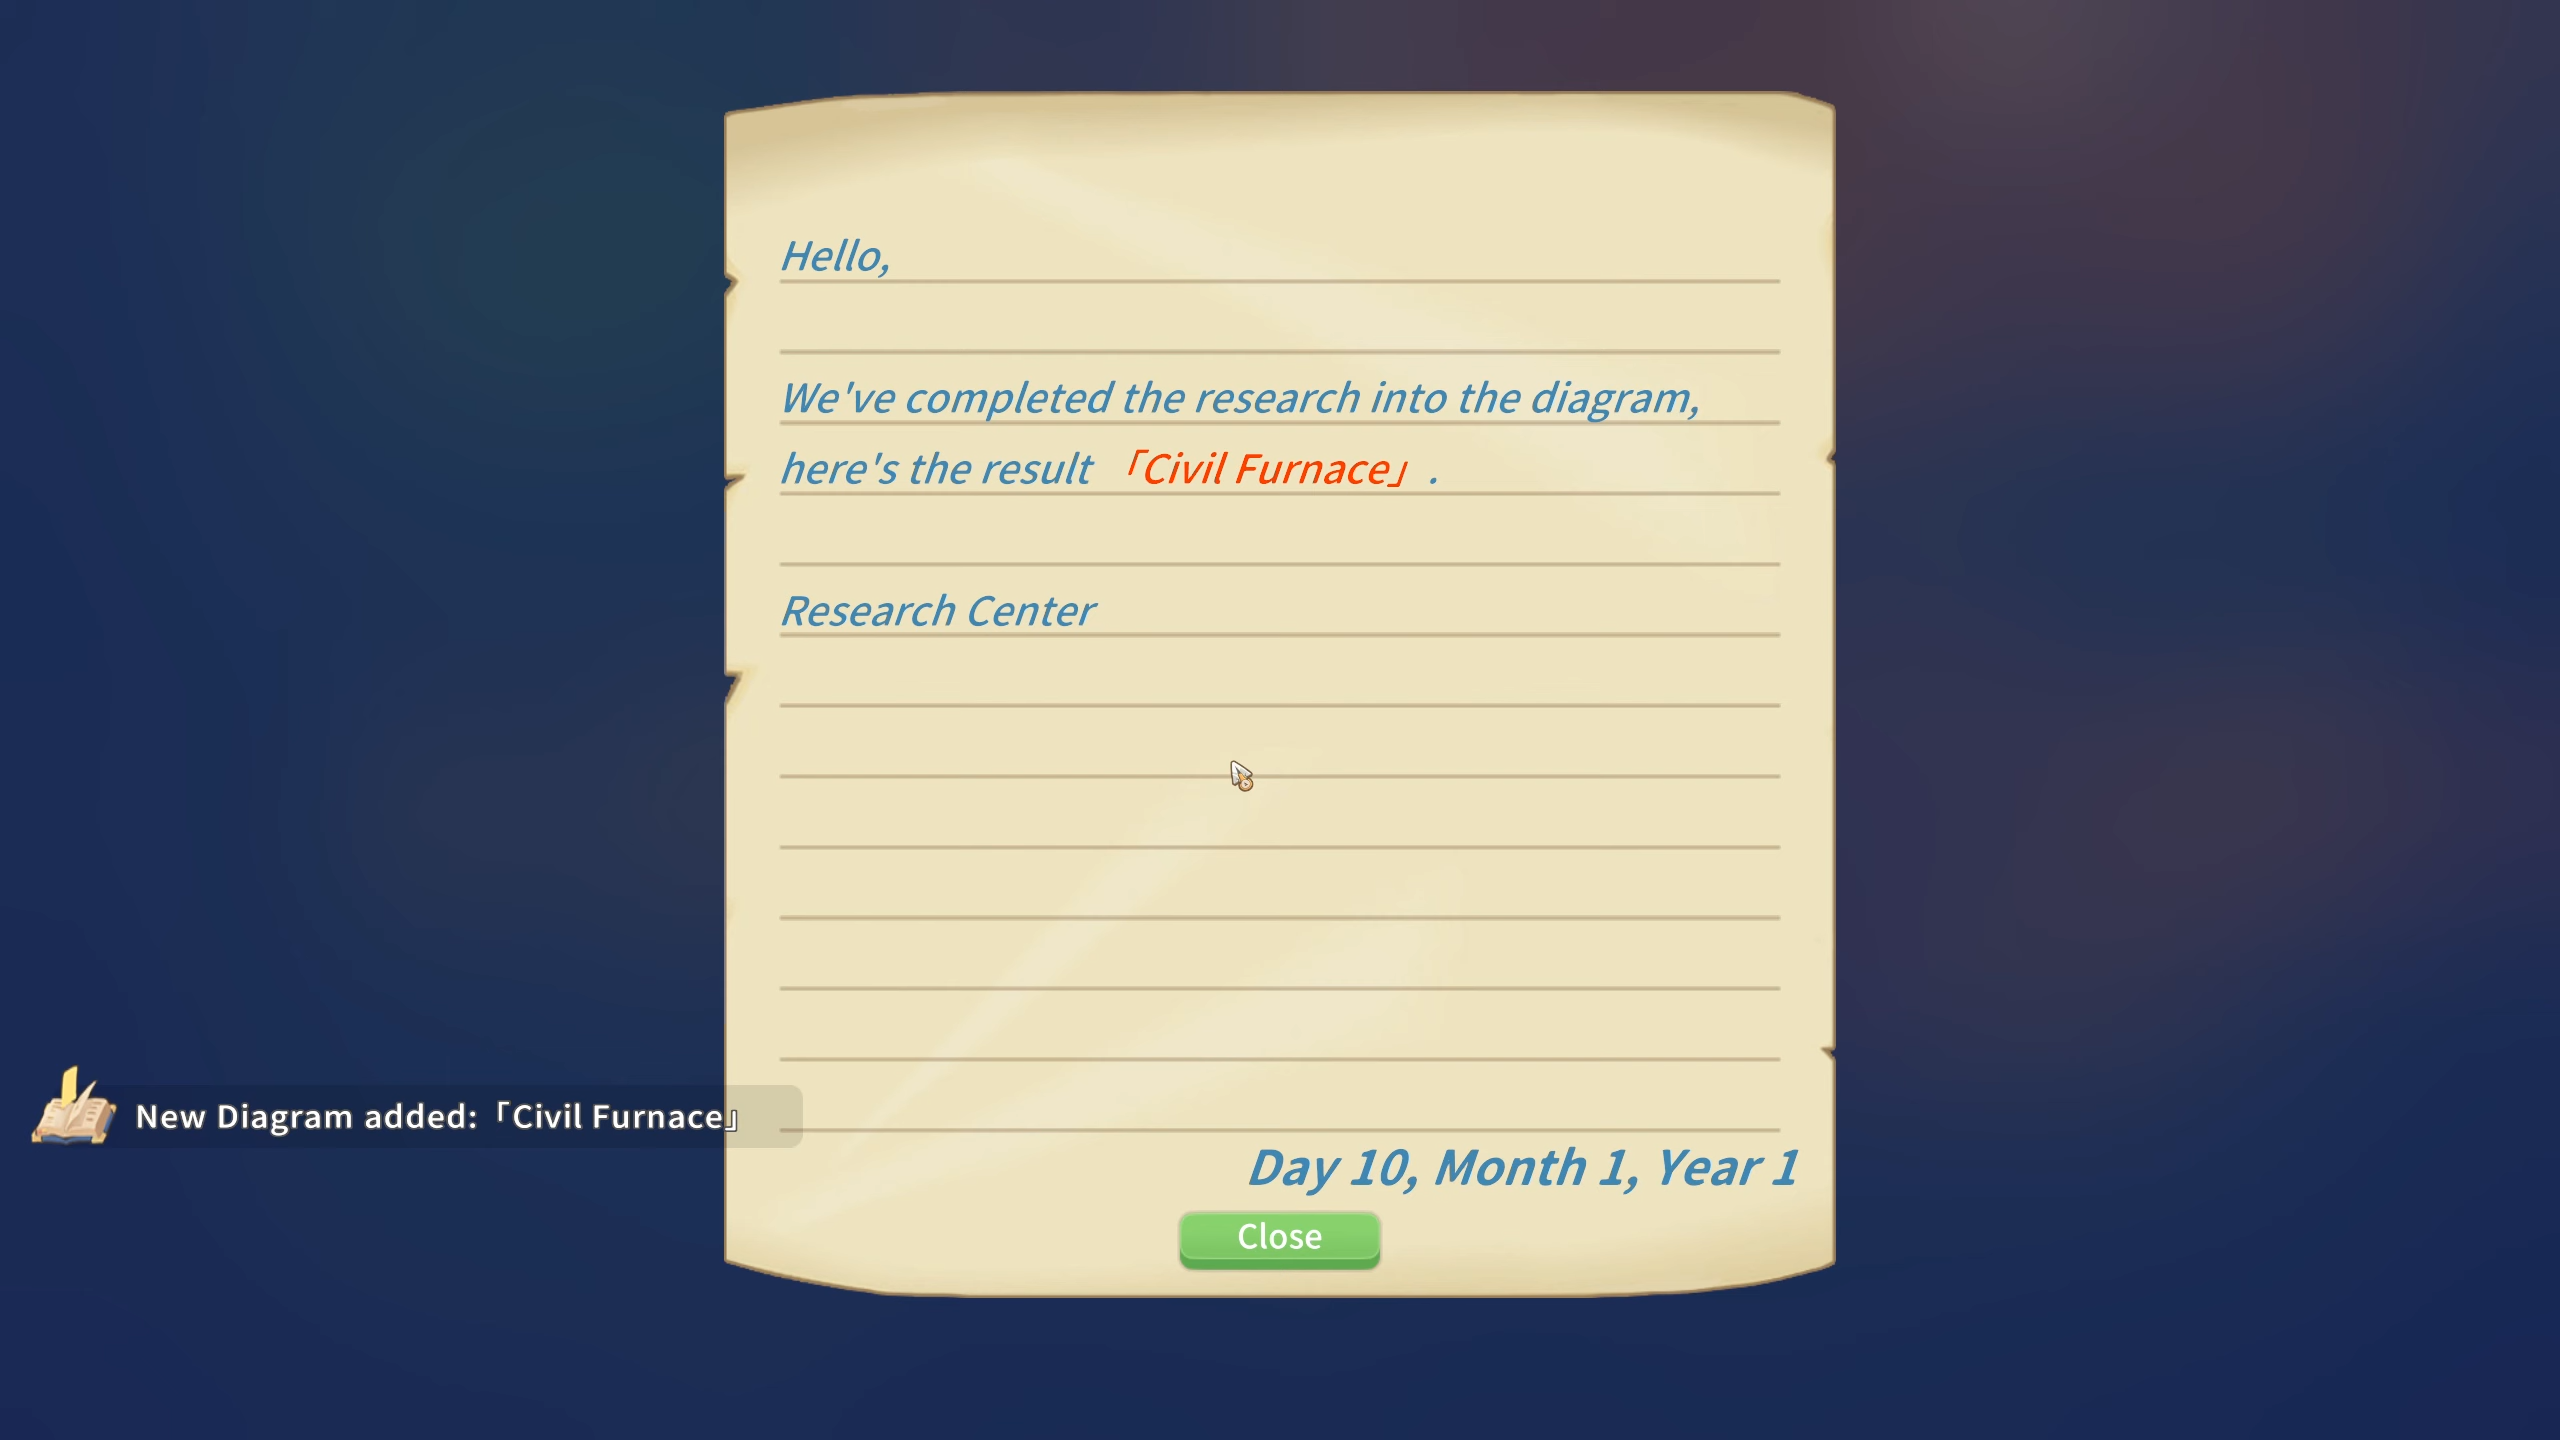 Hello,
We've completed the research into the diagram,
here's the result 「Civil Furnace」 .
Research Center
New Diagram added:「Civil Furnace」
Day 10, Month 1, Year 1
Close